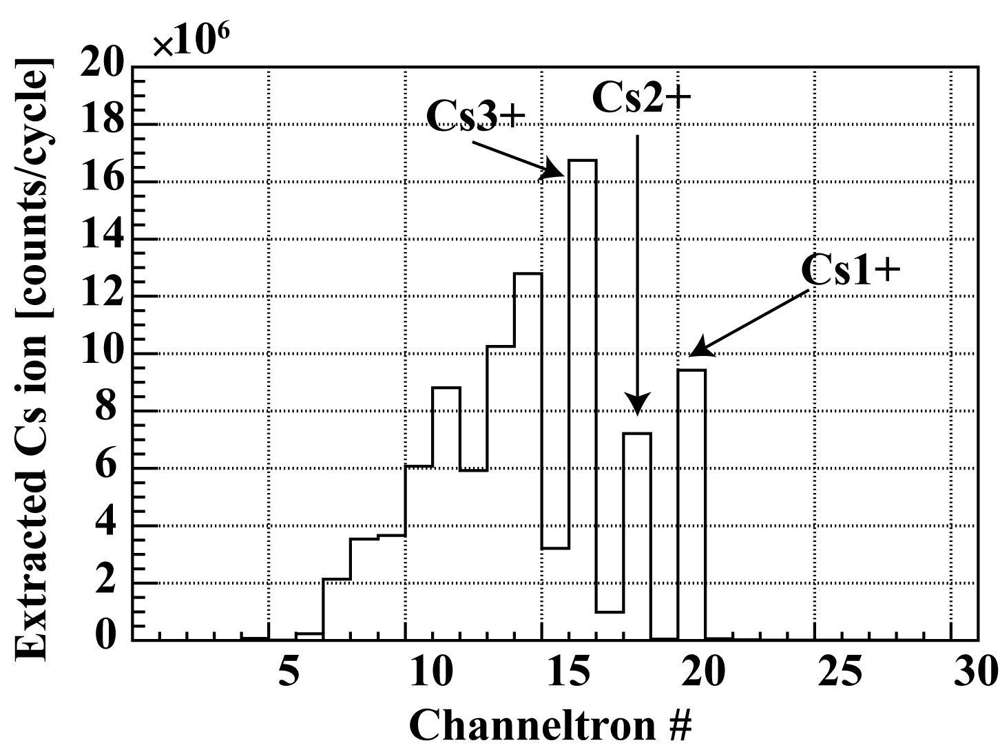 ×10⁶
20
18
16
14
12
10
8
6
4
2
0
Extracted Cs ion [counts/cycle]
Cs3+
Cs2+
Cs1+
5 10 15 20 25 30
Channeltron #